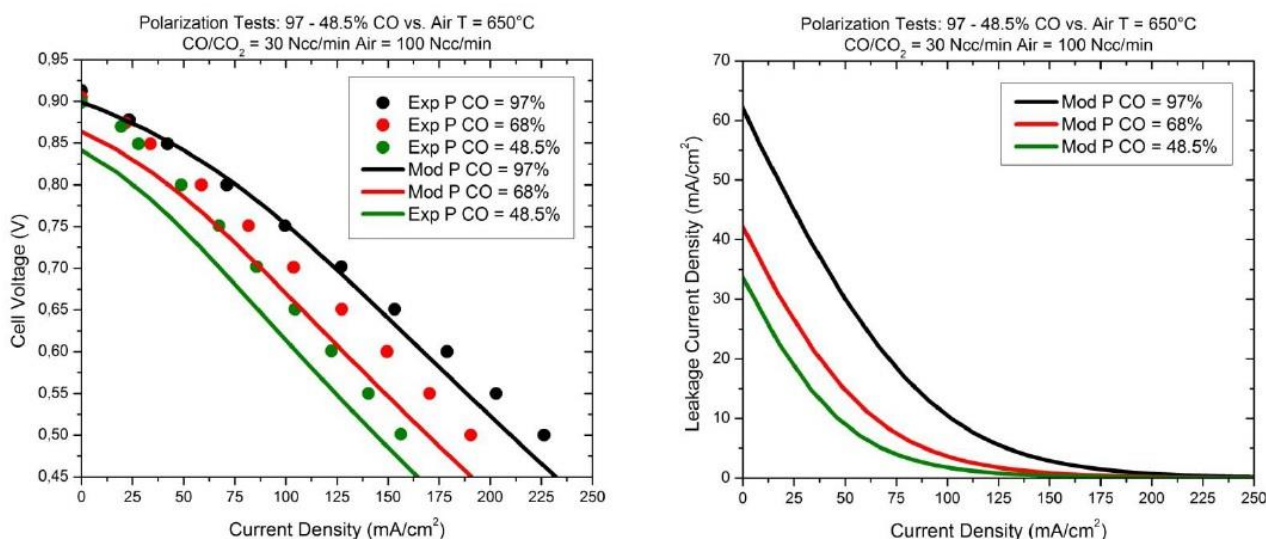 Polarization Tests: 97 - 48.5% CO vs. Air T = 650°C
CO/CO₂ = 30 Ncc/min Air = 100 Ncc/min
0,95
0,90
0,85
0,80
0,75
0,70
0,65
0,60
0,55
0,50
0,45
Cell Voltage (V)
Exp P CO = 97%
Exp P CO = 68%
Exp P CO = 48.5%
Mod P CO = 97%
Mod P CO = 68%
Exp P CO = 48.5%
0 25 50 75 100 125 150 175 200 225 250
Current Density (mA/cm²)
Polarization Tests: 97 - 48.5% CO vs. Air T = 650°C
CO/CO₂ = 30 Ncc/min Air = 100 Ncc/min
70
60
50
40
30
20
10
0
Leakage Current Density (mA/cm²)
Mod P CO = 97%
Mod P CO = 68%
Mod P CO = 48.5%
0 25 50 75 100 125 150 175 200 225 250
Current Density (mA/cm²)